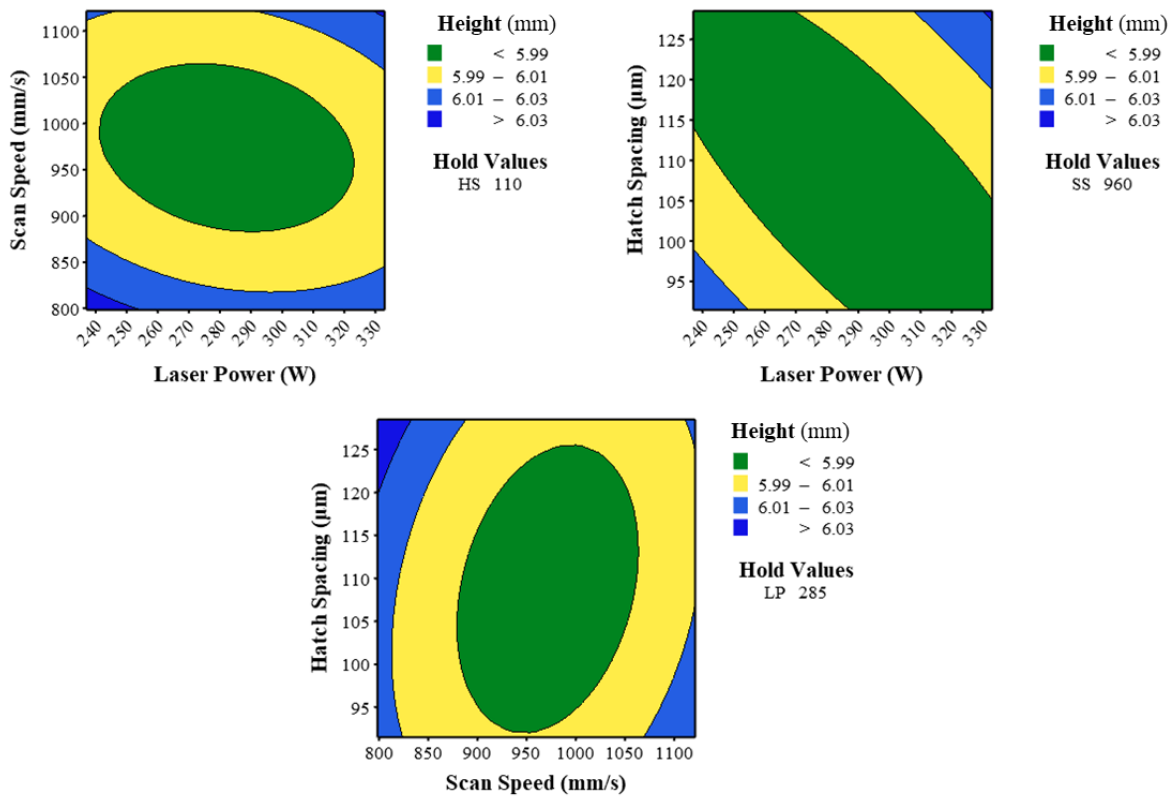 Height (mm)
< 5.99
5.99 – 6.01
6.01 – 6.03
> 6.03
Hold Values
HS 110
Scan Speed (mm/s)
1100
1050
1000
950
900
850
800
240 250 260 270 280 290 300 310 320 330
Laser Power (W)
Height (mm)
< 5.99
5.99 – 6.01
6.01 – 6.03
> 6.03
Hold Values
SS 960
Hatch Spacing (µm)
125
120
115
110
105
100
95
240 250 260 270 280 290 300 310 320 330
Laser Power (W)
Height (mm)
< 5.99
5.99 – 6.01
6.01 – 6.03
> 6.03
Hold Values
LP 285
Hatch Spacing (µm)
125
120
115
110
105
100
95
800 850 900 950 1000 1050 1100
Scan Speed (mm/s)